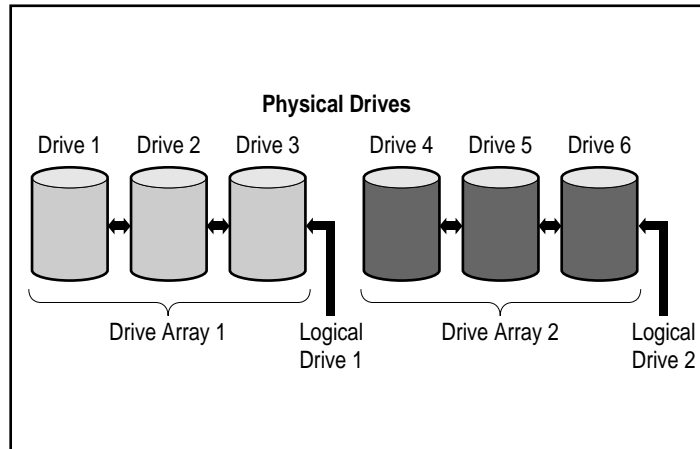 Physical Drives
Drive 1 Drive 2 Drive 3 Drive 4 Drive 5 Drive 6
Drive Array 1
Logical
Drive 1
Drive Array 2
Logical
Drive 2